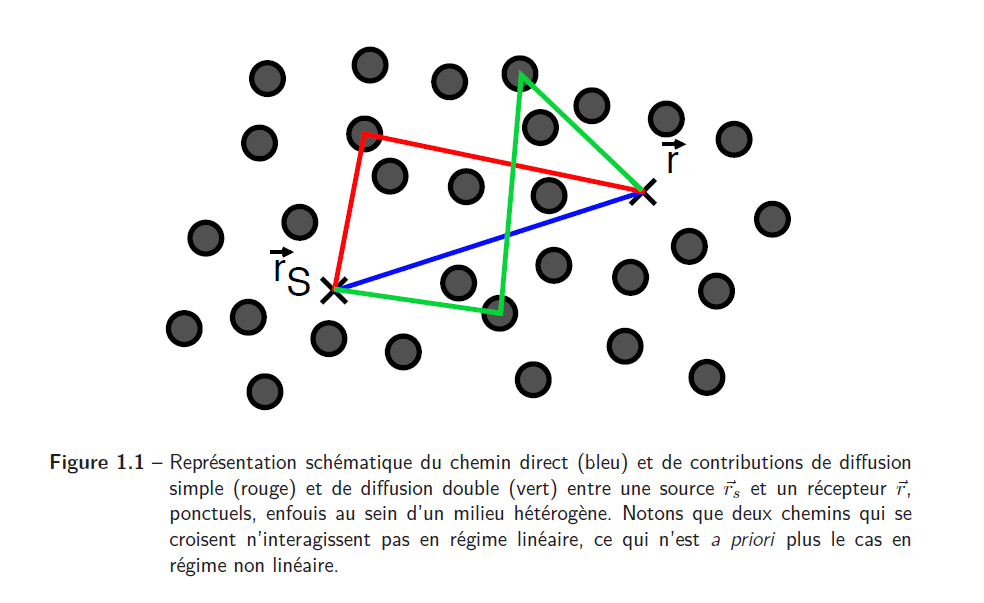 r
rS
Figure 1.1 – Représentation schématique du chemin direct (bleu) et de contributions de diffusion
simple (rouge) et de diffusion double (vert) entre une source r⃗s et un récepteur r⃗,
ponctuels, enfouis au sein d'un milieu hétérogène. Notons que deux chemins qui se
croisent n'interagissent pas en régime linéaire, ce qui n'est a priori plus le cas en
régime non linéaire.